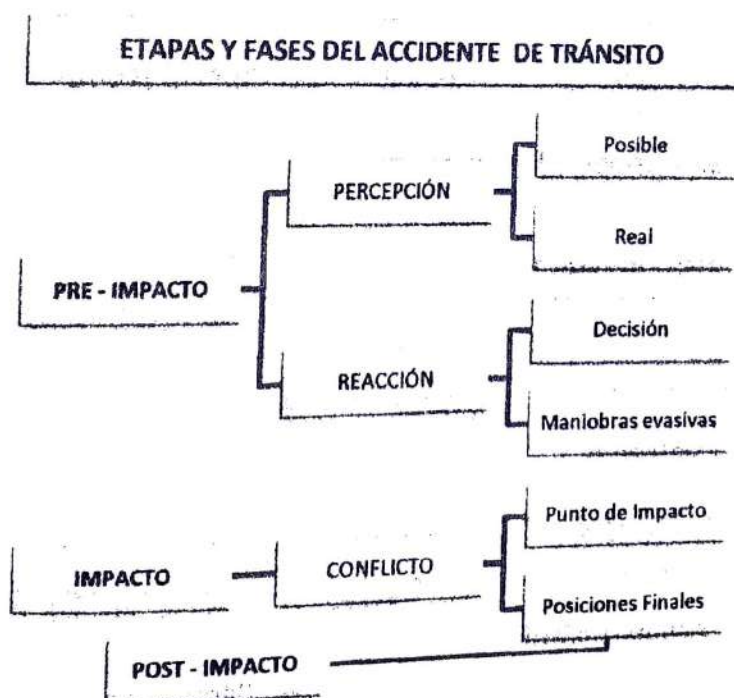 ETAPAS Y FASES DEL ACCIDENTE DE TRÁNSITO
PRE - IMPACTO
PERCEPCIÓN
Posible
Real
REACCIÓN
Decisión
Maniobras evasivas
IMPACTO
CONFLICTO
Punto de Impacto
Posiciones Finales
POST - IMPACTO